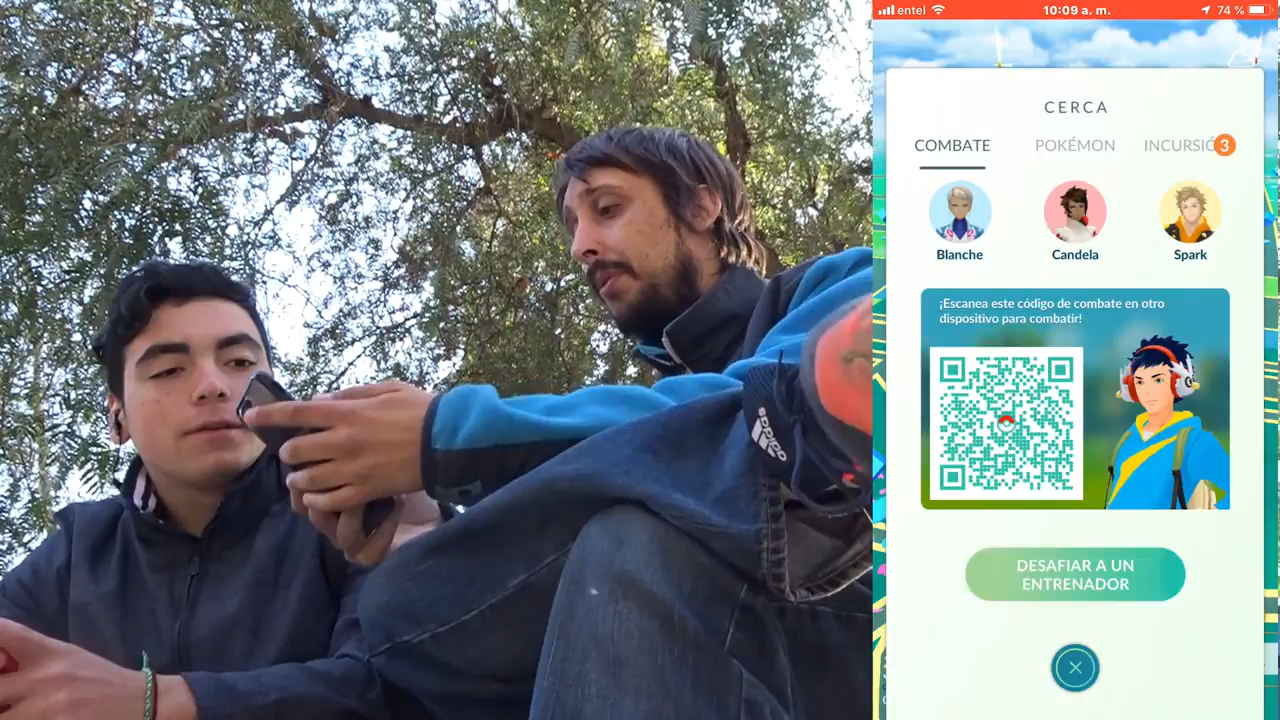 entel
10:09 a. m.
74 %
CERCA
COMBATE
POKÉMON
INCURSIÓ
3
Blanche
Candela
Spark
¡Escanea este código de combate en otro
dispositivo para combatir!
DESAFIAR A UN
ENTRENADOR
adidas